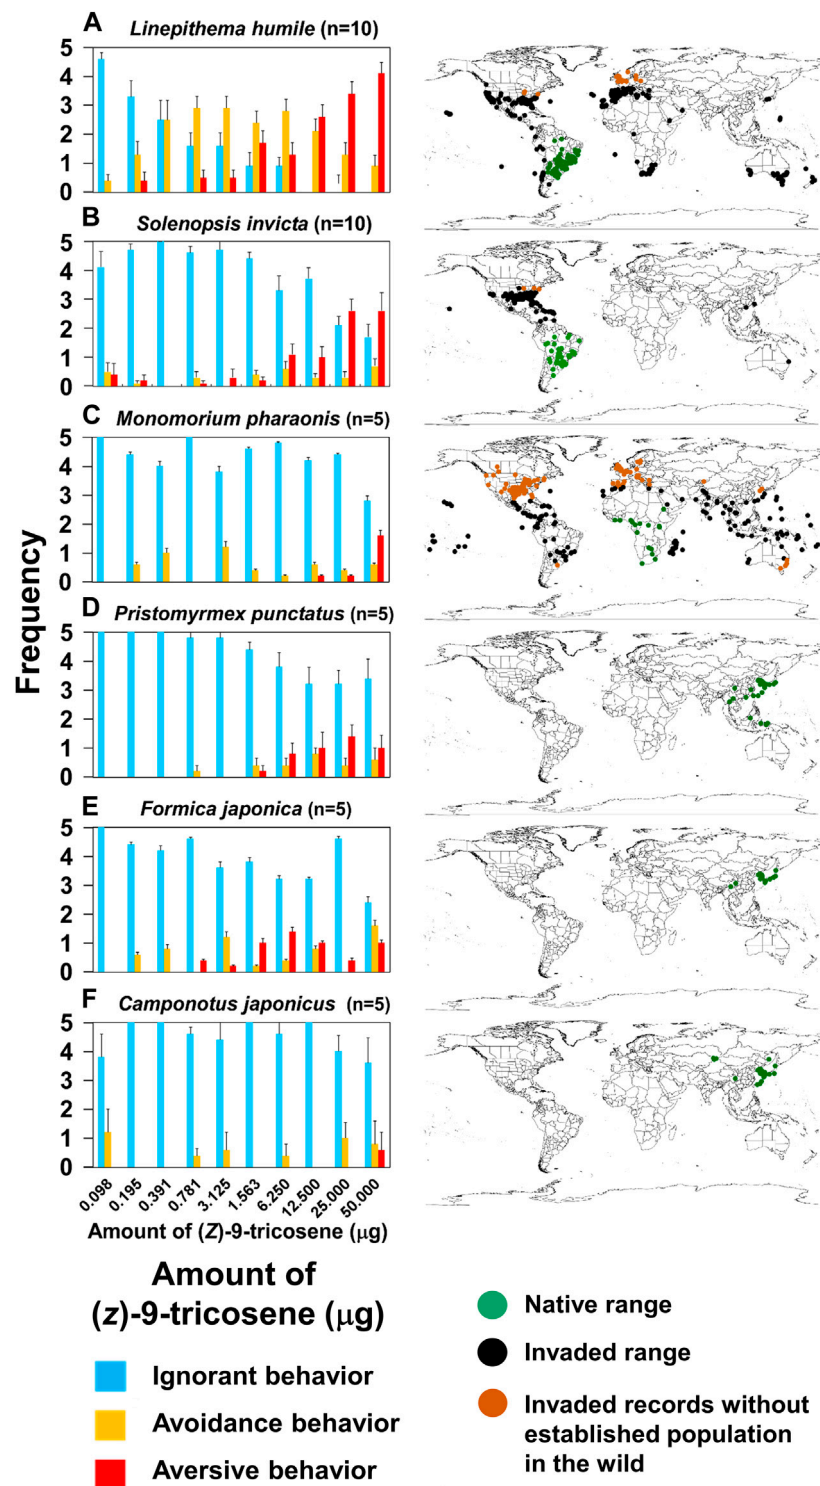 A Linepithema humile (n=10)
5
4
3
2
1
0
B Solenopsis invicta (n=10)
5
4
3
2
1
0
C Monomorium pharaonis (n=5)
5
4
3
2
1
0
D Pristomyrmex punctatus (n=5)
5
4
3
2
1
0
E Formica japonica (n=5)
5
4
3
2
1
0
F Camponotus japonicus (n=5)
5
4
3
2
1
0
Frequency
0.098 0.195 0.391 0.781 3.125 1.563 6.250 12.500 25.000 50.000
Amount of (Z)-9-tricosene (μg)
Amount of
(z)-9-tricosene (μg)
Ignorant behavior
Avoidance behavior
Aversive behavior
Native range
Invaded range
Invaded records without
established population
in the wild